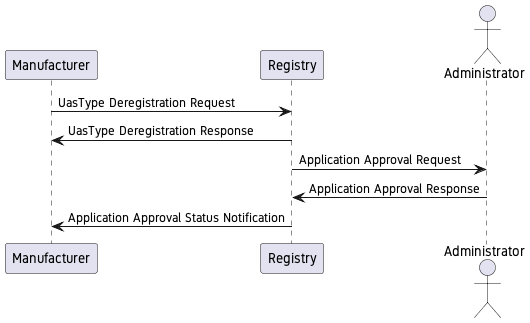 Manufacturer
Registry
Administrator
UasType Deregistration Request
UasType Deregistration Response
Application Approval Request
Application Approval Response
Application Approval Status Notification
Manufacturer
Registry
Administrator